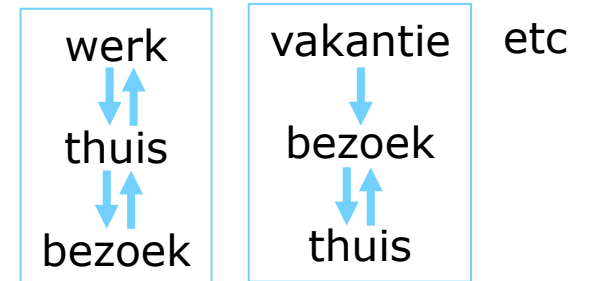 werk
thuis
bezoek
vakantie
bezoek
thuis
etc